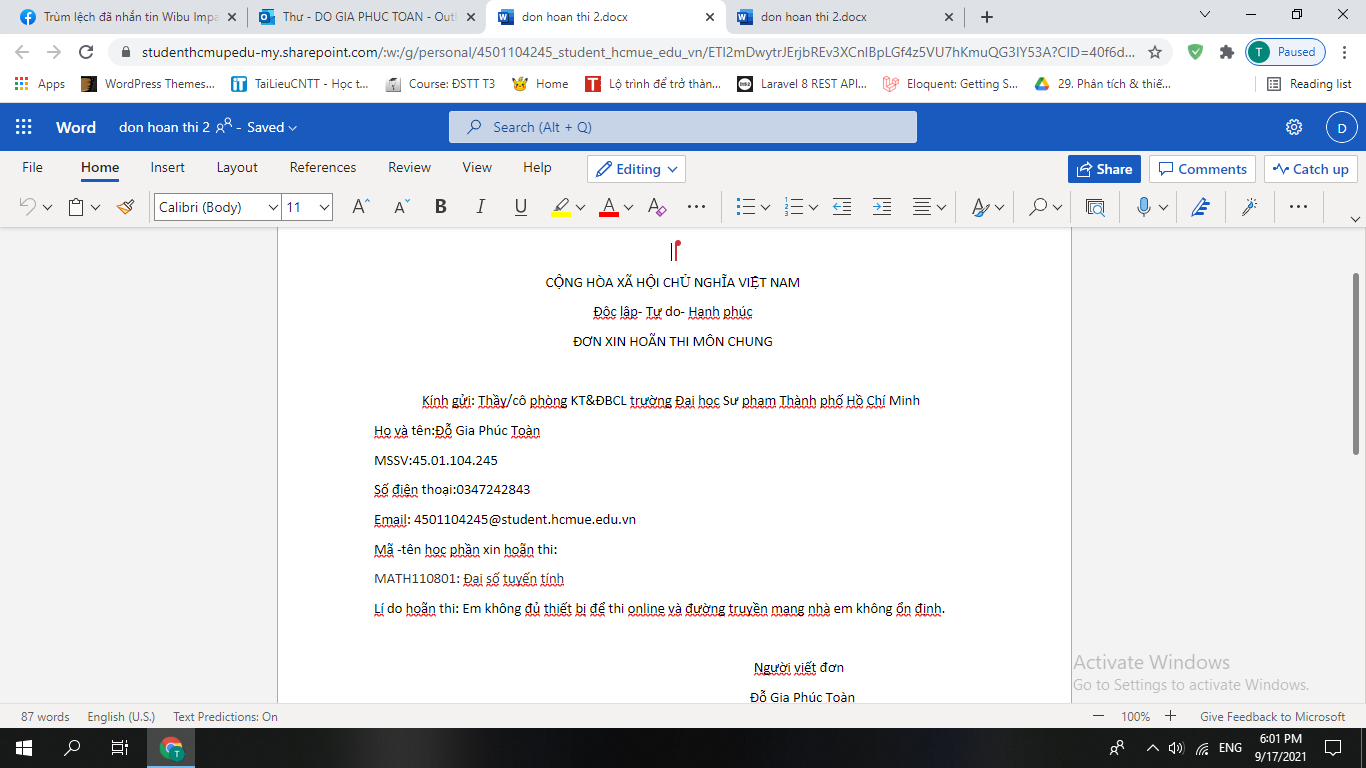 Trùm lệch đã nhắn tin Wibu Impa
Thư - DO GIA PHUC TOAN - Outl
don hoan thi 2.docx
don hoan thi 2.docx
studenthcmupedu-my.sharepoint.com/:w:/g/personal/4501104245_student_hcmue_edu_vn/ETl2mDwytrJErjbREv3XCnIBpLGf4z5VU7hKmuQG3IY53A?CID=40f6d...
T Paused
Apps
WordPress Themes...
TaiLieuCNTT - Học t...
Course: ĐSTT T3
Home
Lộ trình để trở thàn...
Laravel 8 REST API...
Eloquent: Getting S...
29. Phân tích & thiế...
Reading list
Word don hoan thi 2 - Saved
Search (Alt + Q)
D
File Home Insert Layout References Review View Help
Editing
Share Comments Catch up
Calibri (Body) 11
CỘNG HÒA XÃ HỘI CHỦ NGHĨA VIỆT NAM
Độc lập- Tự do- Hạnh phúc
ĐƠN XIN HOÃN THI MÔN CHUNG
Kính gửi: Thầy/cô phòng KT&ĐBCL trường Đại học Sư phạm Thành phố Hồ Chí Minh
Họ và tên:Đỗ Gia Phúc Toàn
MSSV:45.01.104.245
Số điện thoại:0347242843
Email: 4501104245@student.hcmue.edu.vn
Mã -tên học phần xin hoãn thi:
MATH110801: Đại số tuyến tính
Lí do hoãn thi: Em không đủ thiết bị để thi online và đường truyền mạng nhà em không ổn định.
Người viết đơn
Đỗ Gia Phúc Toàn
Activate Windows
Go to Settings to activate Windows.
87 words English (U.S.) Text Predictions: On
100%
Give Feedback to Microsoft
ENG
6:01 PM
9/17/2021